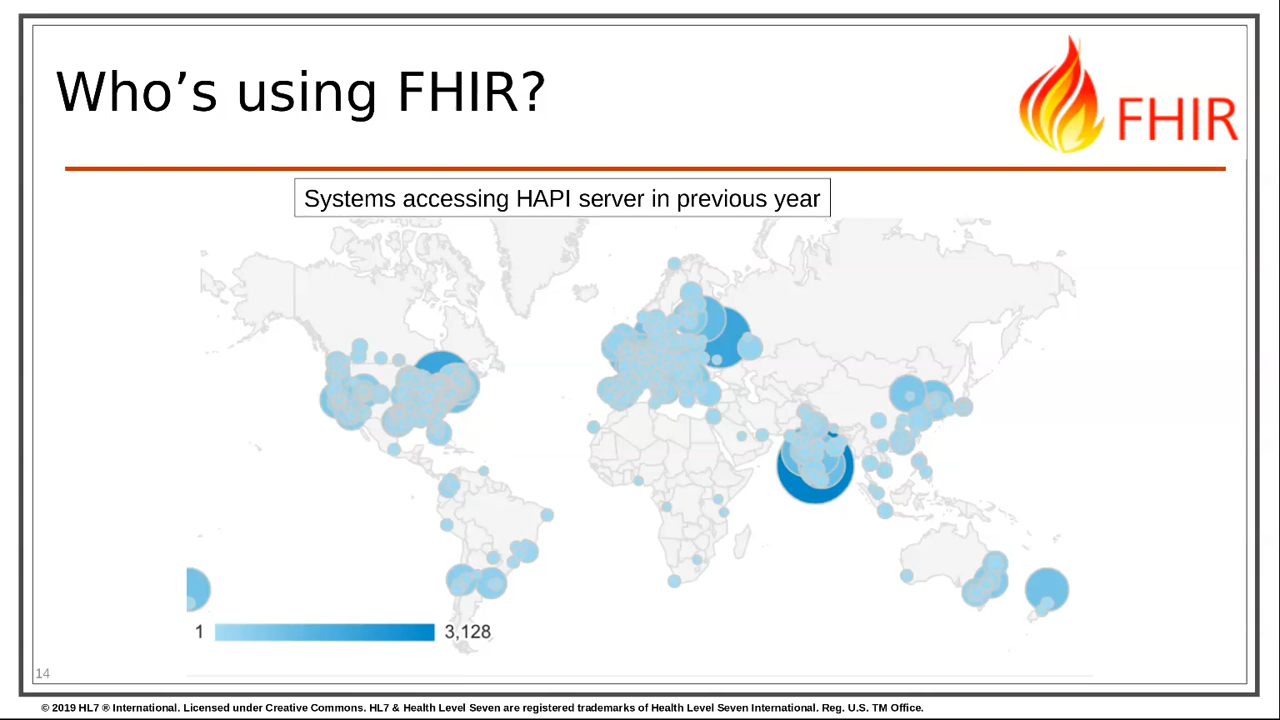 Who’s using FHIR?
FHIR
Systems accessing HAPI server in previous year
1 3,128
14
© 2019 HL7 ® International. Licensed under Creative Commons. HL7 & Health Level Seven are registered trademarks of Health Level Seven International. Reg. U.S. TM Office.